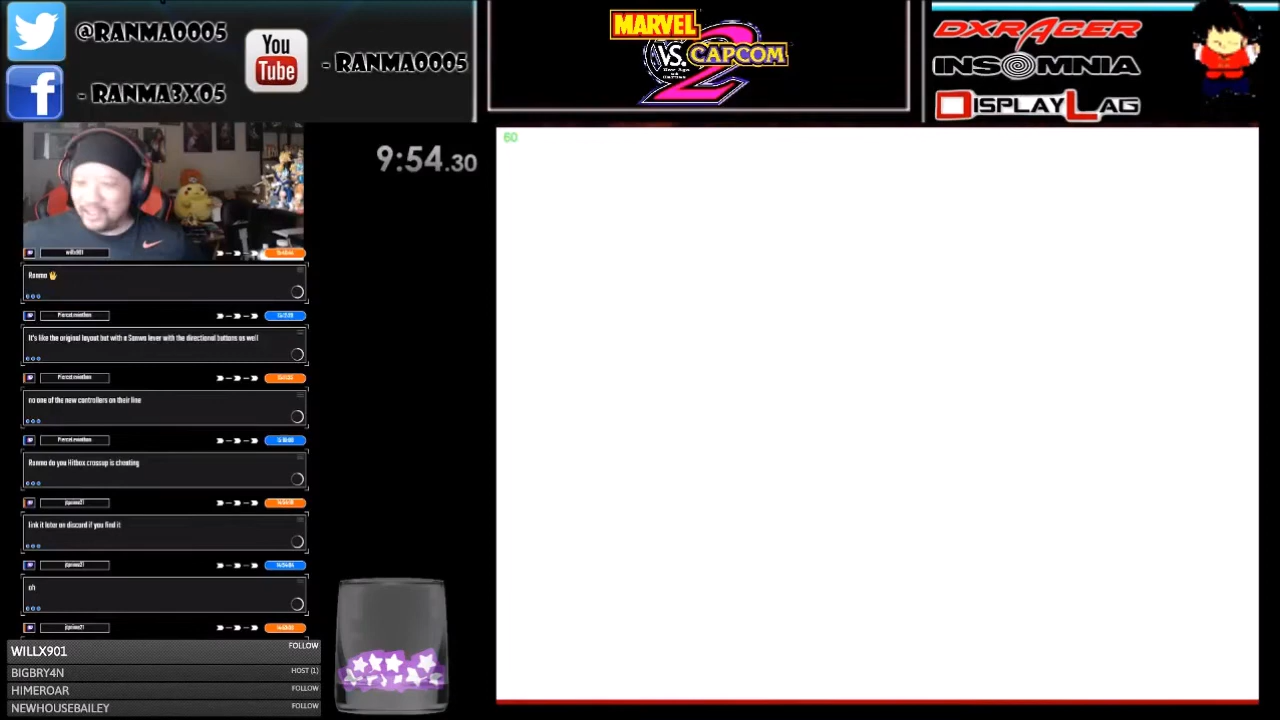 @RANMA0005
- RANMA3X05
You
Tube
- RANMA0005
MARVEL
VS. CAPCOM
2
DXRACER
INSOMNIA
DISPLAYLAG
9:54.30
60
willx901
Ranma
It's like the original layout but with a Sanwa lever with the directional buttons as well
no one of the new controllers on their line
Ranma do you Hitbox crossup is cheating
link it later on discord if you find it
oh
WILLX901 FOLLOW
BIGBRY4N HOST (1)
HIMEROAR FOLLOW
NEWHOUSEBAILEY FOLLOW